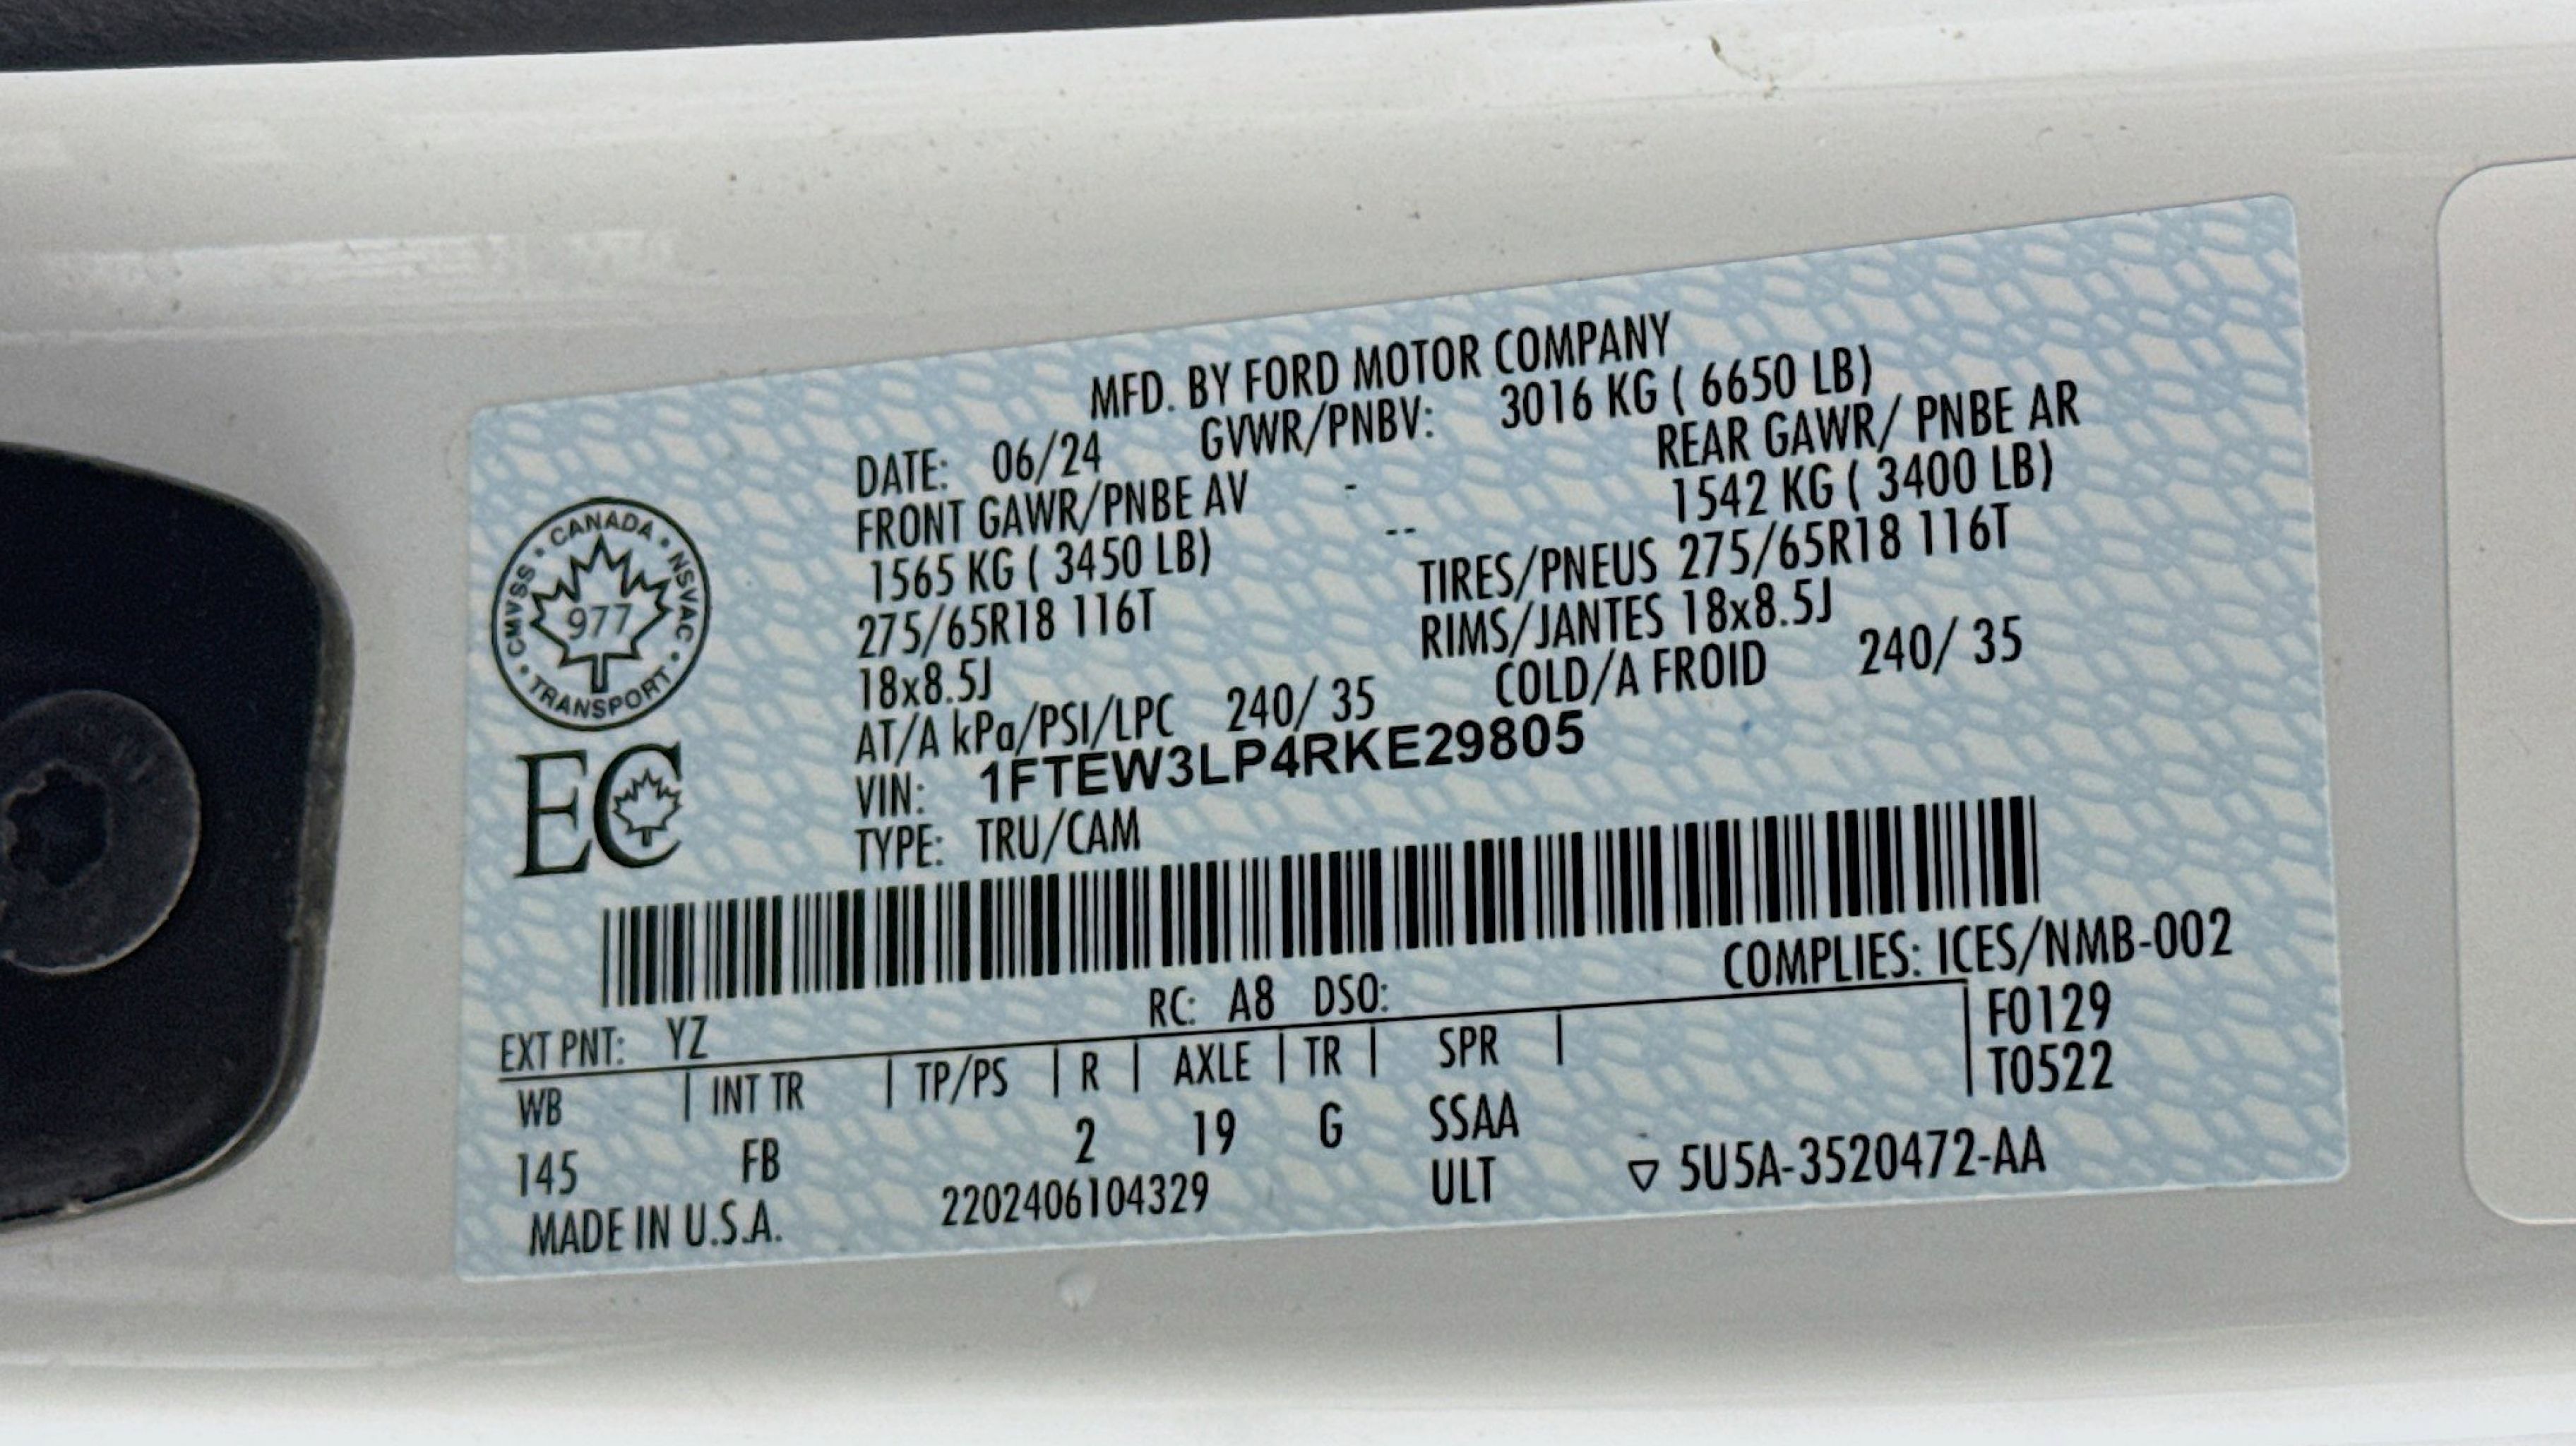 MFD. BY FORD MOTOR COMPANY
DATE: 06/24 GVWR/PNBV: 3016 KG ( 6650 LB)
FRONT GAWR/PNBE AV - REAR GAWR/ PNBE AR
1565 KG ( 3450 LB) -- 1542 KG ( 3400 LB)
275/65R18 116T TIRES/PNEUS 275/65R18 116T
18x8.5J RIMS/JANTES 18x8.5J
AT/A kPa/PSI/LPC 240/ 35 COLD/A FROID 240/ 35
VIN: 1FTEW3LP4RKE29805
TYPE: TRU/CAM
CANADA • NSVAC • TRANSPORT • CMVSS •
977
EC
COMPLIES: ICES/NMB-002
EXT PNT: YZ RC: A8 DSO: F0129
WB | INT TR | TP/PS | R | AXLE | TR | SPR | T0522
145 FB 2 19 G SSAA
MADE IN U.S.A. 2202406104329 ULT ▽ 5U5A-3520472-AA